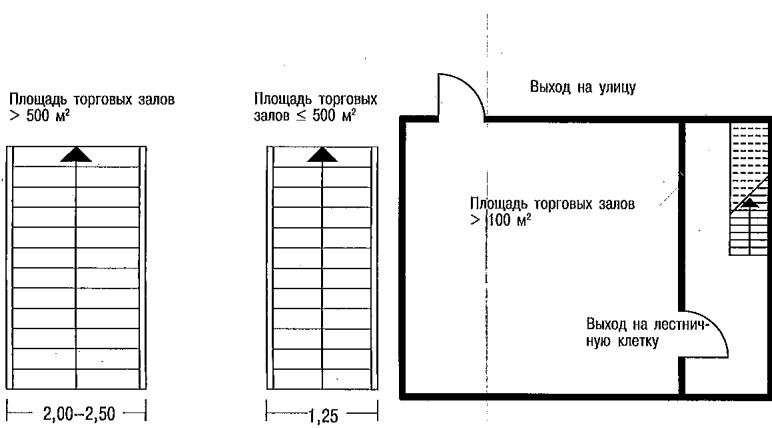 Площадь торговых залов
> 500 м²
Площадь торговых
залов ≤ 500 м²
Выход на улицу
Площадь торговых залов
> 100 м²
Выход на лестнич-
ную клетку
2,00–2,50
1,25